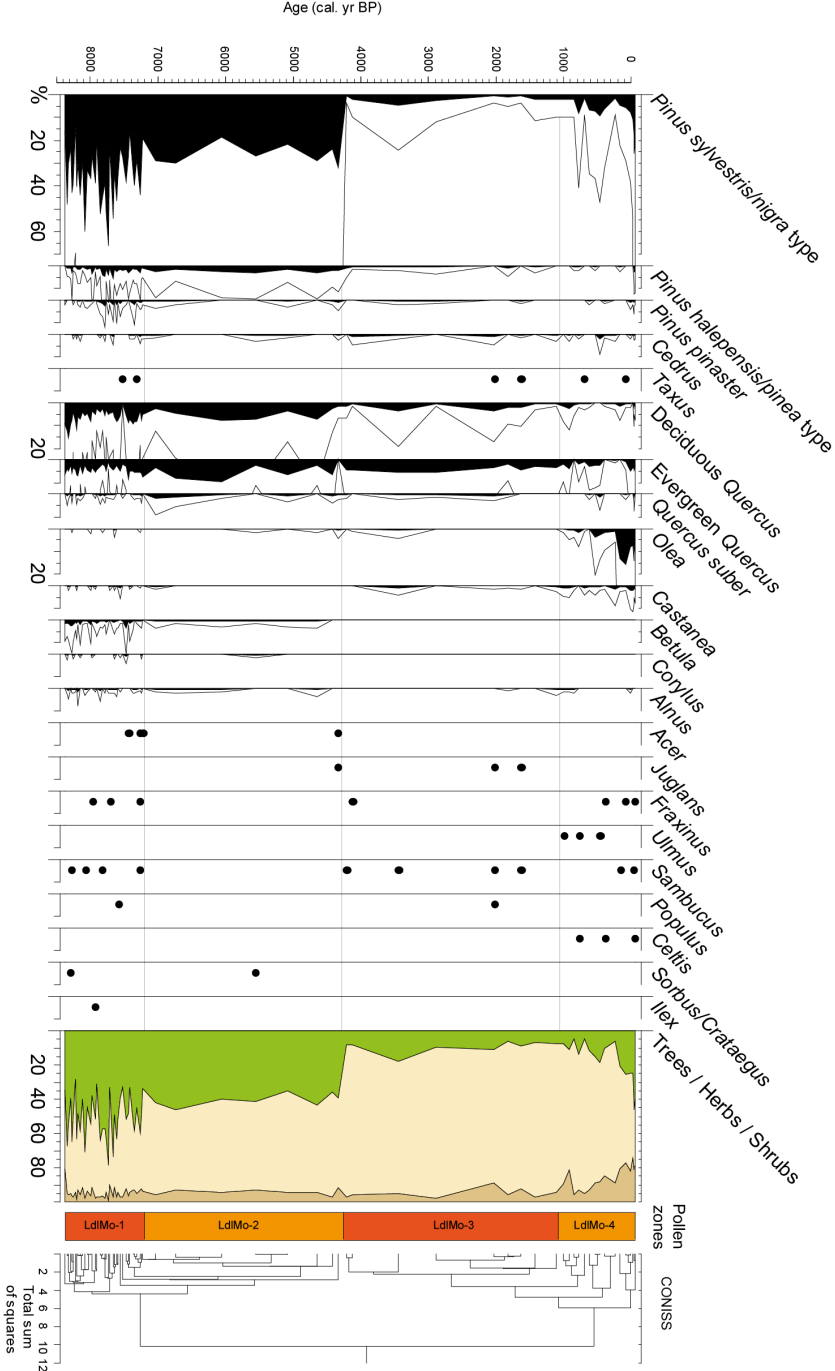 Age (cal. yr BP)
8000
7000
6000
5000
4000
3000
2000
1000
0
%
20
40
60
Pinus sylvestris/nigra type
Pinus halepensis/pinea type
Pinus pinaster
Cedrus
Taxus
20
Deciduous Quercus
Evergreen Quercus
Quercus suber
20
Olea
Castanea
Betula
Corylus
Alnus
Acer
Juglans
Fraxinus
Ulmus
Sambucus
Populus
Celtis
Sorbus/Crataegus
Ilex
20
40
60
80
Trees / Herbs / Shrubs
LdlMo-1
LdlMo-2
LdlMo-3
LdlMo-4
Pollen
zones
2
4
6
8
10
12
Total sum
of squares
CONISS